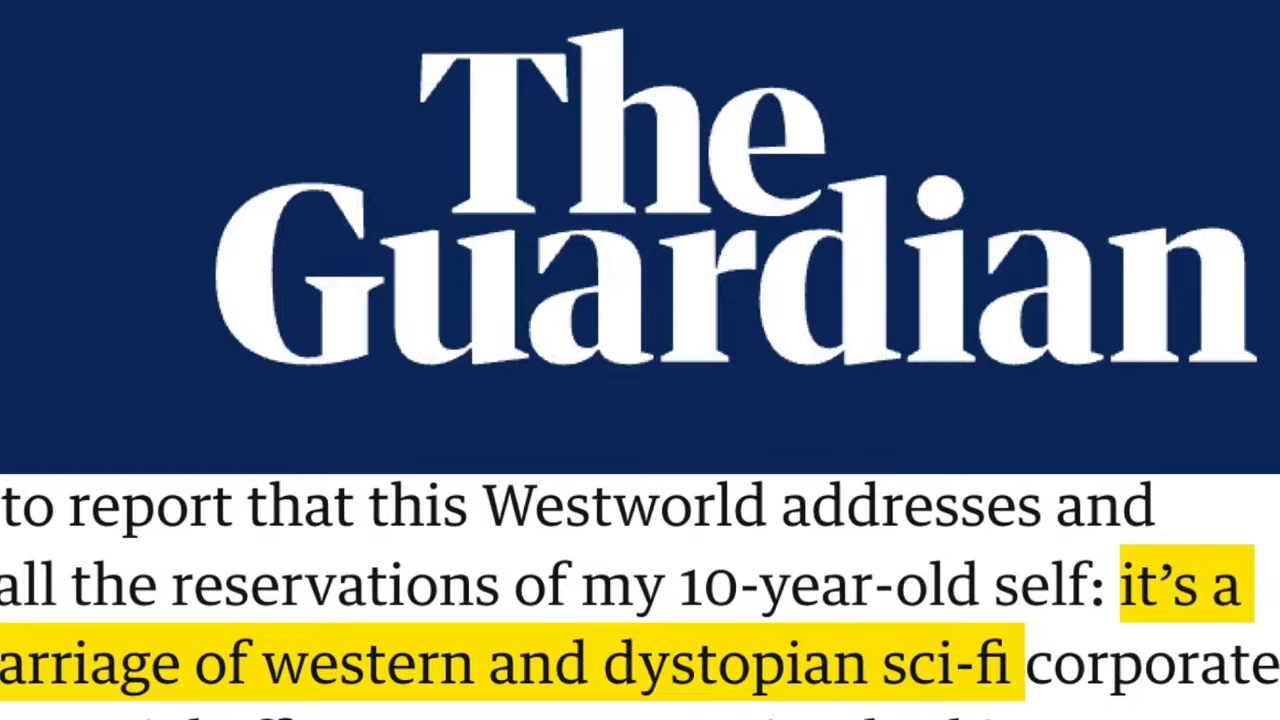 The
Guardian
to report that this Westworld addresses and
all the reservations of my 10-year-old self: it’s a
arriage of western and dystopian sci-fi corporate